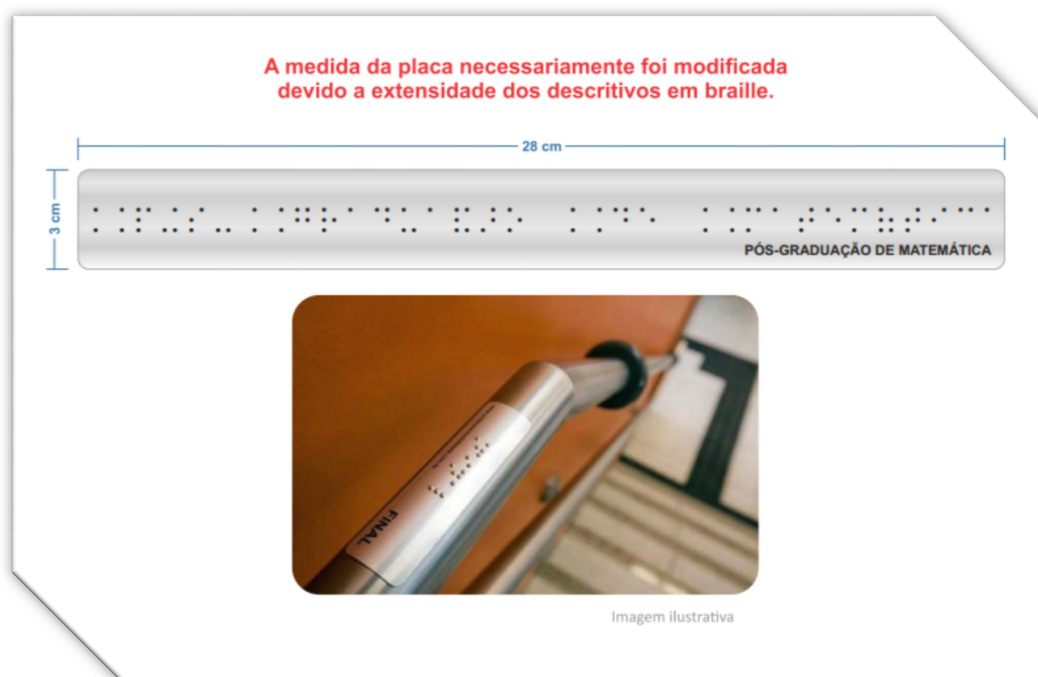 A medida da placa necessariamente foi modificada
devido a extensidade dos descritivos em braille.
28 cm
3 cm
PÓS-GRADUAÇÃO DE MATEMÁTICA
FINAL
Imagem ilustrativa